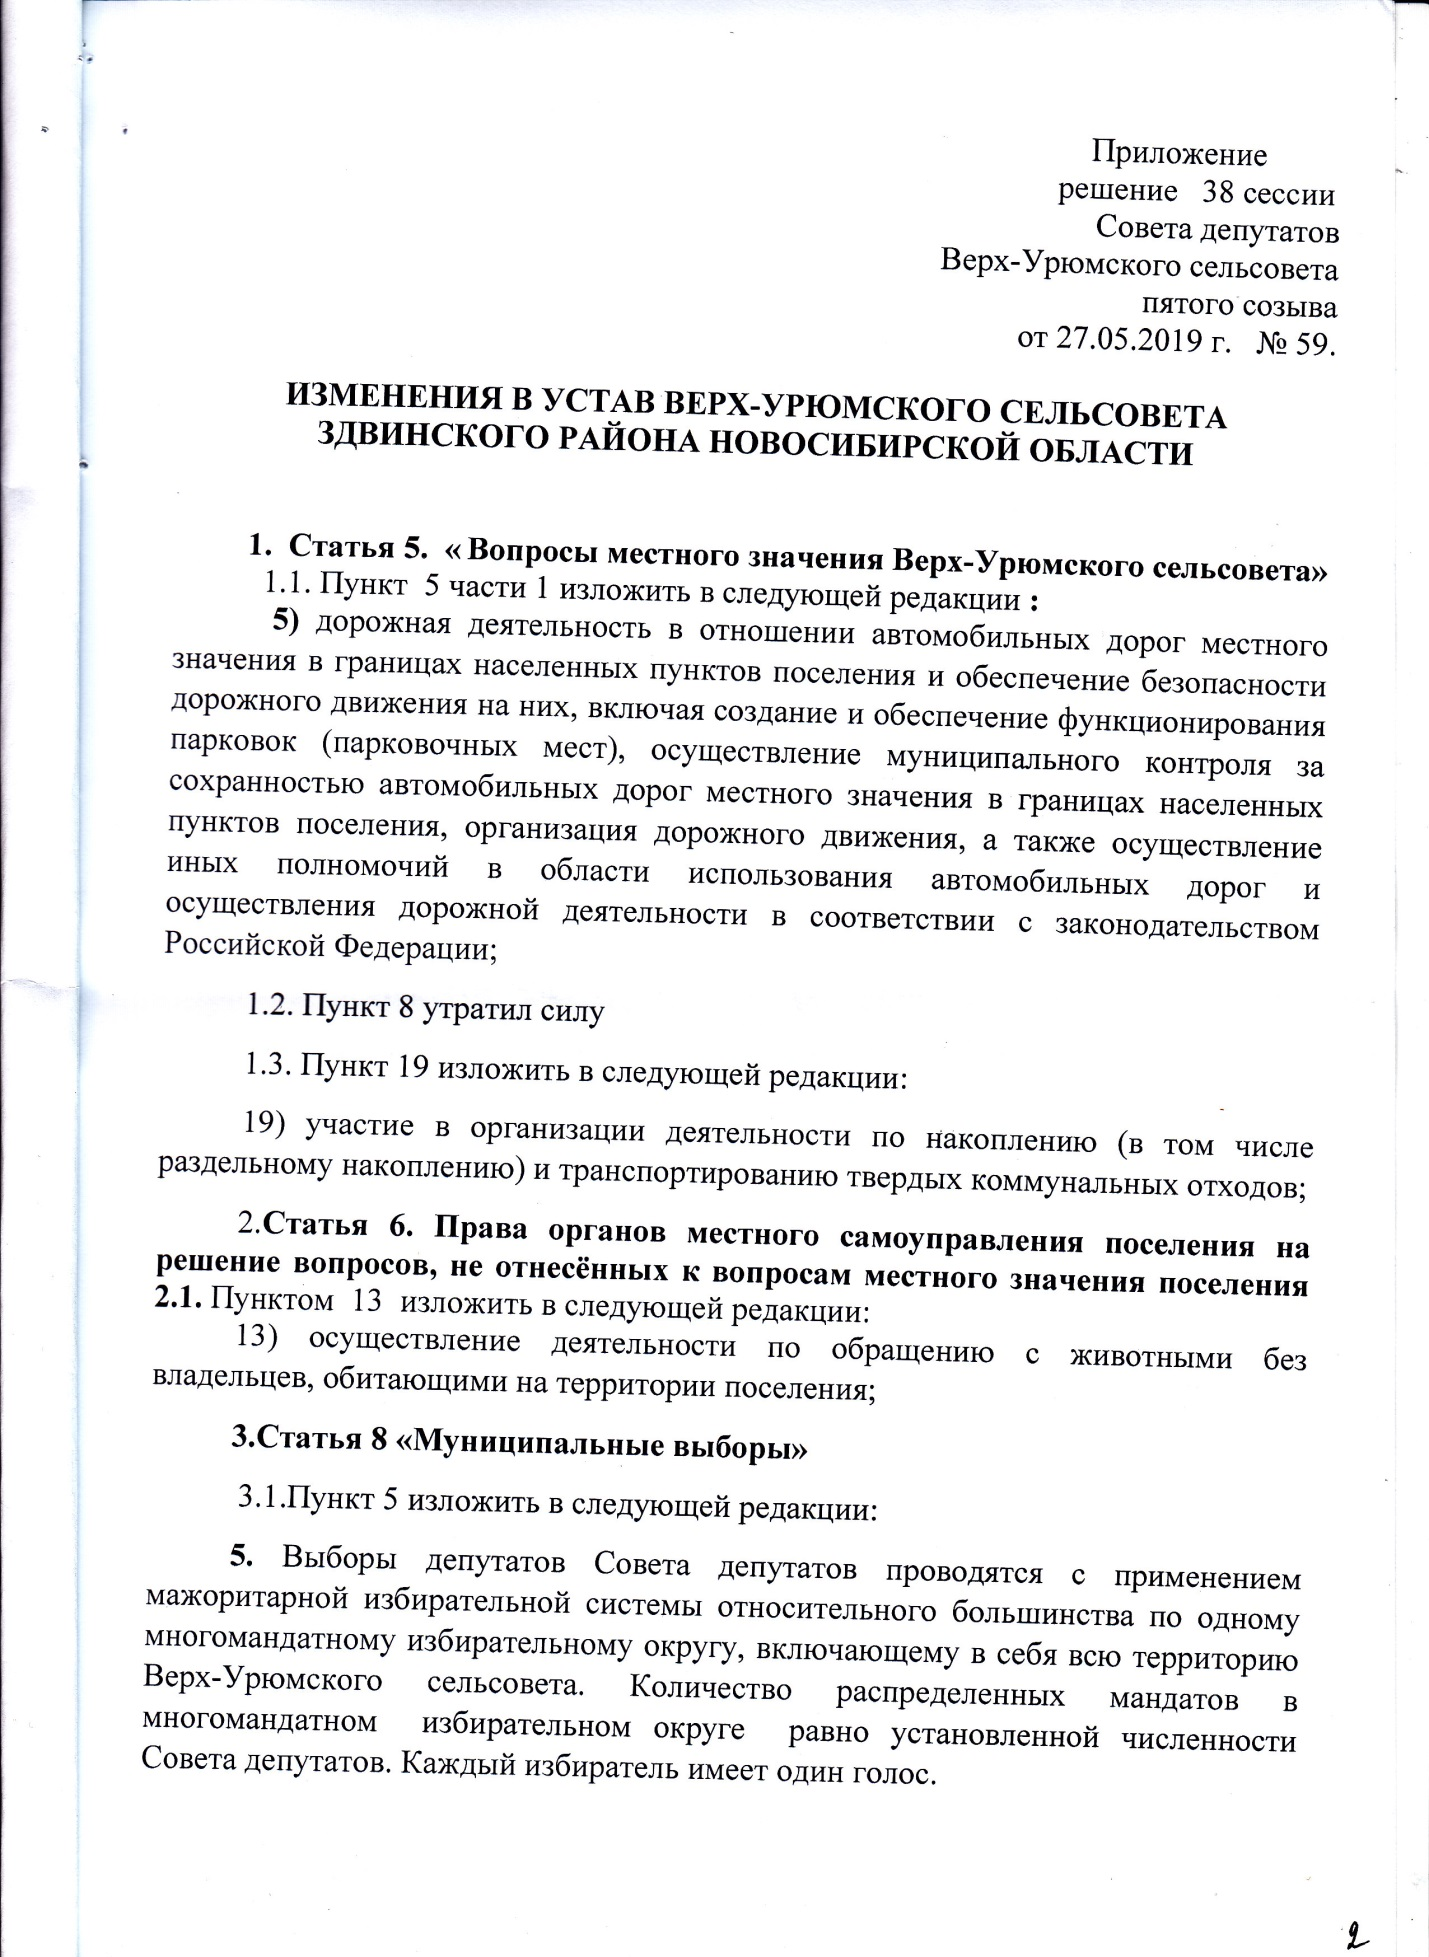 Приложение
решение 38 сессии
Совета депутатов
Верх-Урюмского сельсовета
пятого созыва
от 27.05.2019 г. № 59.
ИЗМЕНЕНИЯ В УСТАВ ВЕРХ-УРЮМСКОГО СЕЛЬСОВЕТА
ЗДВИНСКОГО РАЙОНА НОВОСИБИРСКОЙ ОБЛАСТИ
1. Статья 5. « Вопросы местного значения Верх-Урюмского сельсовета»
1.1. Пункт 5 части 1 изложить в следующей редакции :
5) дорожная деятельность в отношении автомобильных дорог местного
значения в границах населенных пунктов поселения и обеспечение безопасности
дорожного движения на них, включая создание и обеспечение функционирования
парковок (парковочных мест), осуществление муниципального контроля за
сохранностью автомобильных дорог местного значения в границах населенных
пунктов поселения, организация дорожного движения, а также осуществление
иных полномочий в области использования автомобильных дорог и
осуществления дорожной деятельности в соответствии с законодательством
Российской Федерации;
1.2. Пункт 8 утратил силу
1.3. Пункт 19 изложить в следующей редакции:
19) участие в организации деятельности по накоплению (в том числе
раздельному накоплению) и транспортированию твердых коммунальных отходов;
2.Статья 6. Права органов местного самоуправления поселения на
решение вопросов, не отнесённых к вопросам местного значения поселения
2.1. Пунктом 13 изложить в следующей редакции:
13) осуществление деятельности по обращению с животными без
владельцев, обитающими на территории поселения;
3.Статья 8 «Муниципальные выборы»
3.1.Пункт 5 изложить в следующей редакции:
5. Выборы депутатов Совета депутатов проводятся с применением
мажоритарной избирательной системы относительного большинства по одному
многомандатному избирательному округу, включающему в себя всю территорию
Верх-Урюмского сельсовета. Количество распределенных мандатов в
многомандатном избирательном округе равно установленной численности
Совета депутатов. Каждый избиратель имеет один голос.
2